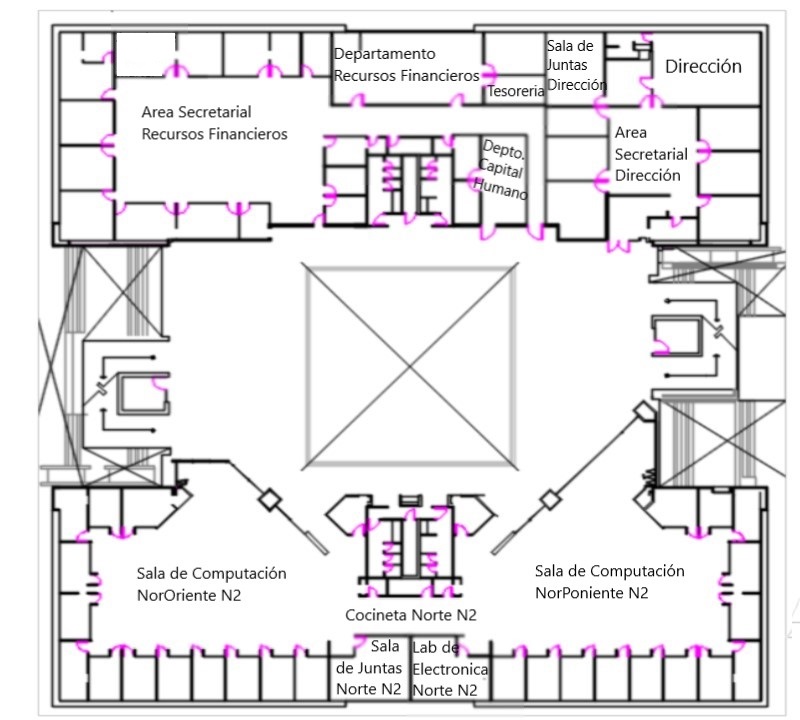 Departamento
Recursos Financieros
Tesoreria
Sala de
Juntas
Dirección
Dirección
Area Secretarial
Recursos Financieros
Depto.
Capital
Humano
Area
Secretarial
Dirección
Sala de Computación
NorOriente N2
Sala de Computación
NorPoniente N2
Cocineta Norte N2
Sala
de Juntas
Norte N2
Lab de
Electronica
Norte N2